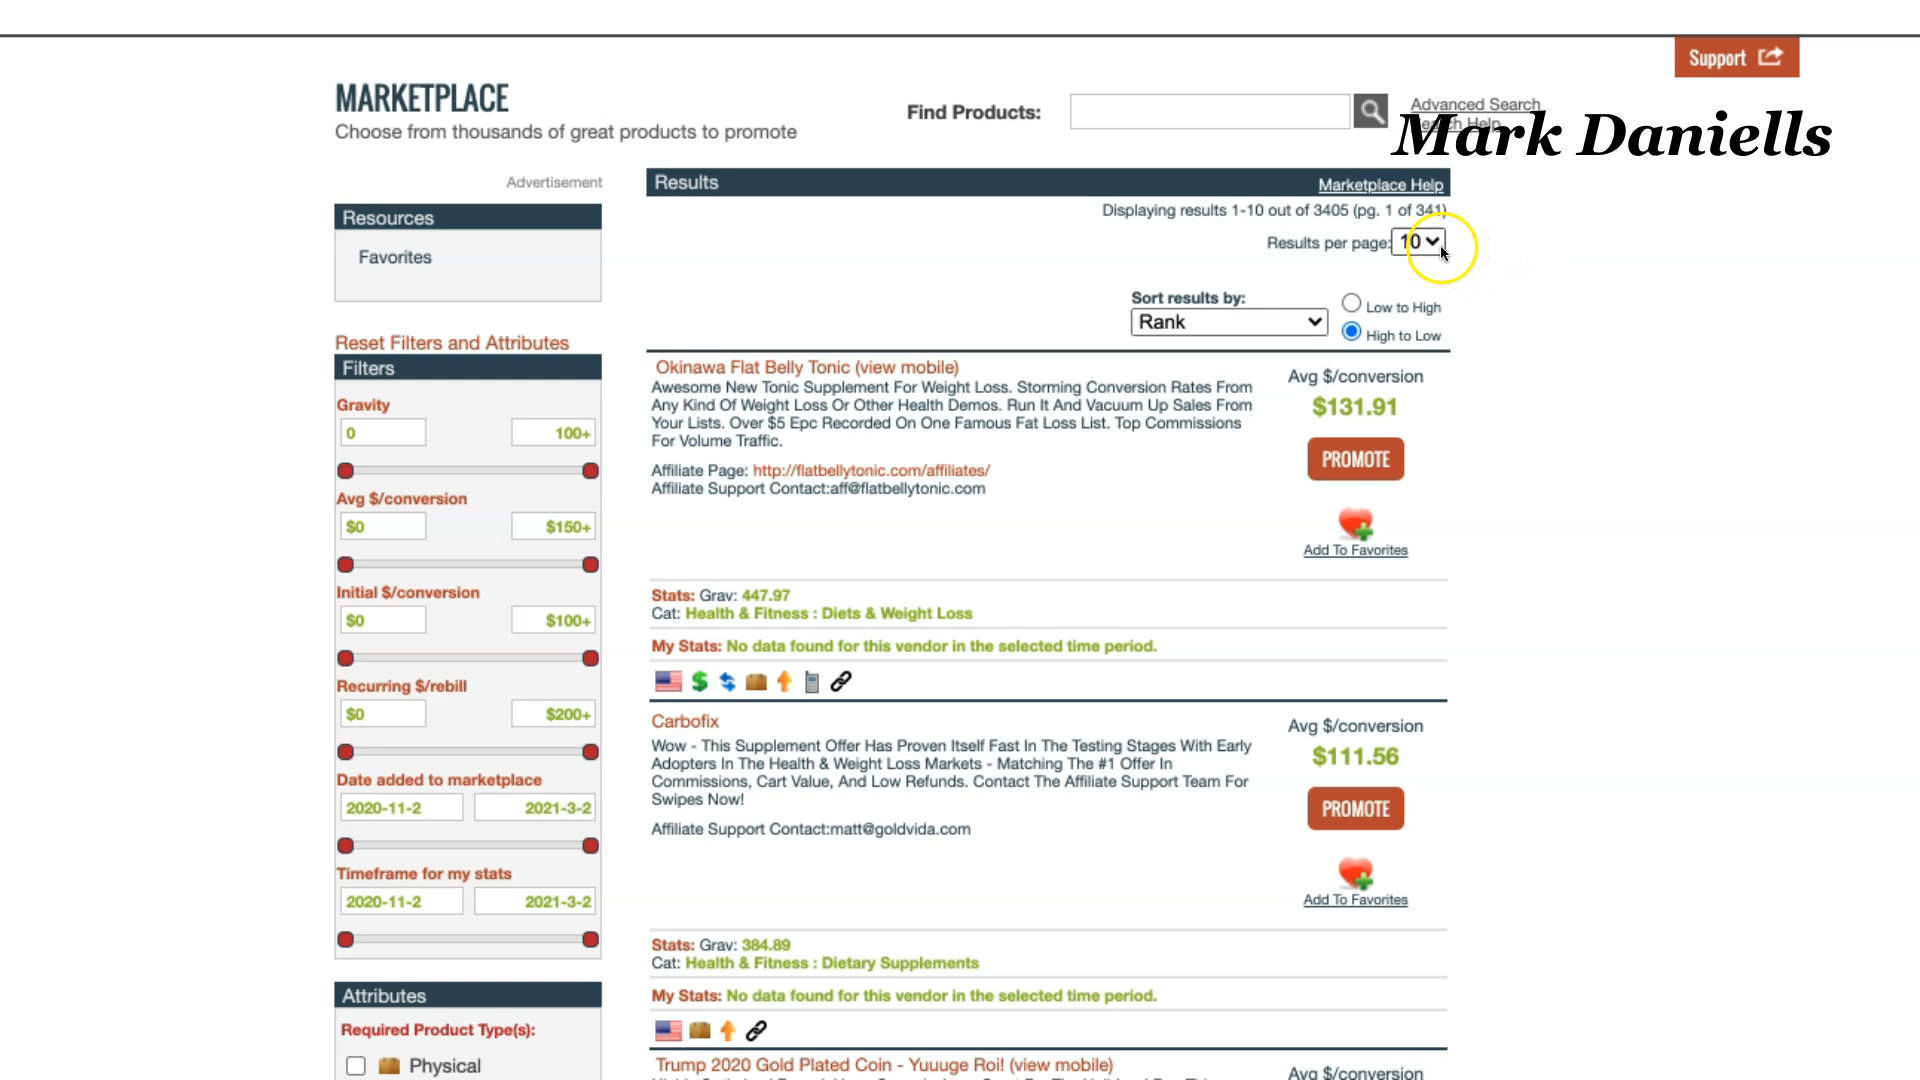 Support
MARKETPLACE
Choose from thousands of great products to promote
Find Products:
Advanced Search
Search Help
Mark Daniells
Advertisement
Resources
Favorites
Reset Filters and Attributes
Filters
Gravity
0 100+
Avg $/conversion
$0 $150+
Initial $/conversion
$0 $100+
Recurring $/rebill
$0 $200+
Date added to marketplace
2020-11-2 2021-3-2
Timeframe for my stats
2020-11-2 2021-3-2
Attributes
Required Product Type(s):
Physical
Results Marketplace Help
Displaying results 1-10 out of 3405 (pg. 1 of 341)
Results per page: 10
Sort results by:
Rank
Low to High
High to Low
Okinawa Flat Belly Tonic (view mobile)
Awesome New Tonic Supplement For Weight Loss. Storming Conversion Rates From
Any Kind Of Weight Loss Or Other Health Demos. Run It And Vacuum Up Sales From
Your Lists. Over $5 Epc Recorded On One Famous Fat Loss List. Top Commissions
For Volume Traffic.
Affiliate Page: http://flatbellytonic.com/affiliates/
Affiliate Support Contact:aff@flatbellytonic.com
Avg $/conversion
$131.91
PROMOTE
Add To Favorites
Stats: Grav: 447.97
Cat: Health & Fitness : Diets & Weight Loss
My Stats: No data found for this vendor in the selected time period.
Carbofix
Wow - This Supplement Offer Has Proven Itself Fast In The Testing Stages With Early
Adopters In The Health & Weight Loss Markets - Matching The #1 Offer In
Commissions, Cart Value, And Low Refunds. Contact The Affiliate Support Team For
Swipes Now!
Affiliate Support Contact:matt@goldvida.com
Avg $/conversion
$111.56
PROMOTE
Add To Favorites
Stats: Grav: 384.89
Cat: Health & Fitness : Dietary Supplements
My Stats: No data found for this vendor in the selected time period.
Trump 2020 Gold Plated Coin - Yuuuge Roi! (view mobile)
Avg $/conversion